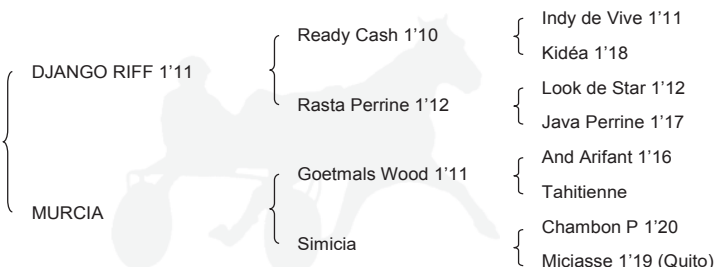 DJANGO RIFF 1’11
MURCIA
Ready Cash 1’10
Rasta Perrine 1’12
Goetmals Wood 1’11
Simicia
Indy de Vive 1’11
Kidéa 1’18
Look de Star 1’12
Java Perrine 1’17
And Arifant 1’16
Tahitienne
Chambon P 1’20
Miciasse 1’19 (Quito)